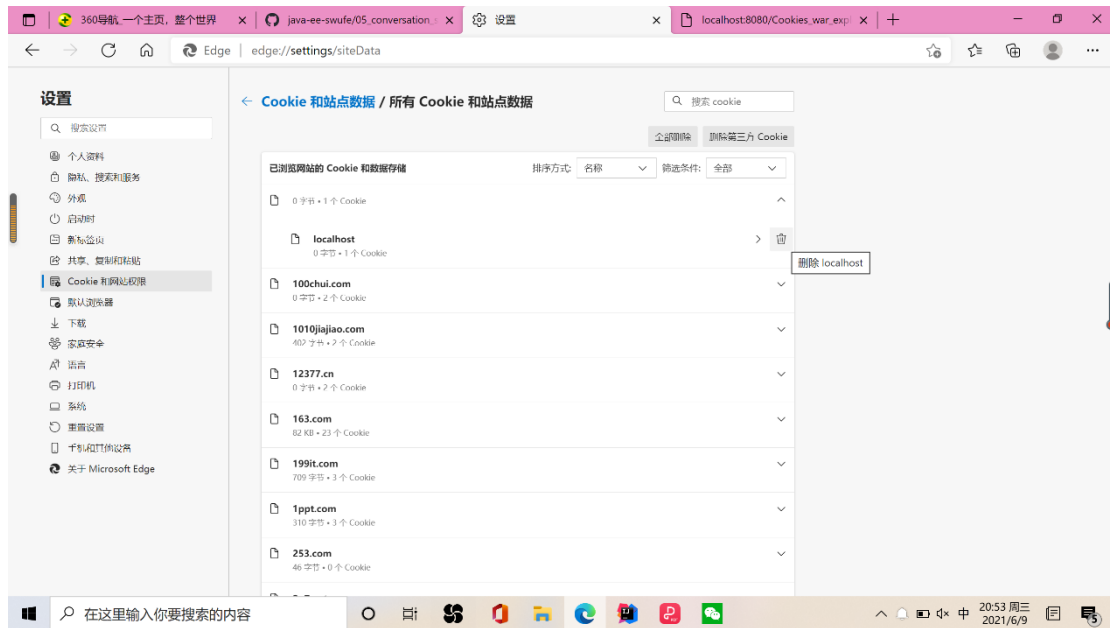 360导航_一个主页，整个世界
java-ee-swufe/05_conversation_s
设置
localhost:8080/Cookies_war_expl
Edge
edge://settings/siteData
设置
搜索设置
个人资料
隐私、搜索和服务
外观
启动时
新标签页
共享、复制和粘贴
Cookie 和网站权限
默认浏览器
下载
家庭安全
语言
打印机
系统
重置设置
手机和其他设备
关于 Microsoft Edge
Cookie 和站点数据 / 所有 Cookie 和站点数据
搜索 cookie
全部删除
删除第三方 Cookie
已浏览网站的 Cookie 和数据存储
排序方式:
名称
筛选条件:
全部
0 字节 • 1 个 Cookie
localhost
0 字节 • 1 个 Cookie
删除 localhost
100chui.com
0 字节 • 2 个 Cookie
1010jiajiao.com
402 字节 • 2 个 Cookie
12377.cn
0 字节 • 2 个 Cookie
163.com
82 KB • 23 个 Cookie
199it.com
709 字节 • 3 个 Cookie
1ppt.com
310 字节 • 3 个 Cookie
253.com
46 字节 • 0 个 Cookie
在这里输入你要搜索的内容
中
20:53 周三
2021/6/9
5